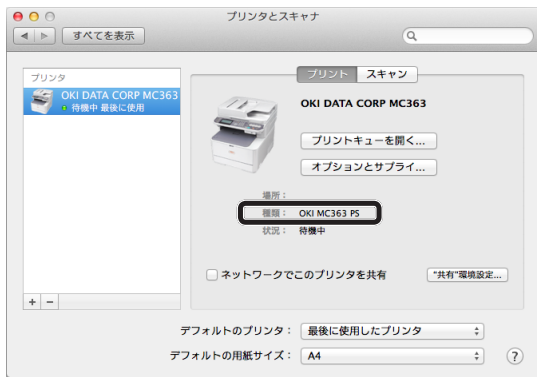 プリンタとスキャナ
すべてを表示
プリンタ
OKI DATA CORP MC363
待機中 最後に使用
プリント スキャン
OKI DATA CORP MC363
プリントキューを開く...
オプションとサプライ...
場所：
種類： OKI MC363 PS
状況： 待機中
ネットワークでこのプリンタを共有 "共有"環境設定...
+ −
デフォルトのプリンタ： 最後に使用したプリンタ
デフォルトの用紙サイズ： A4 ?